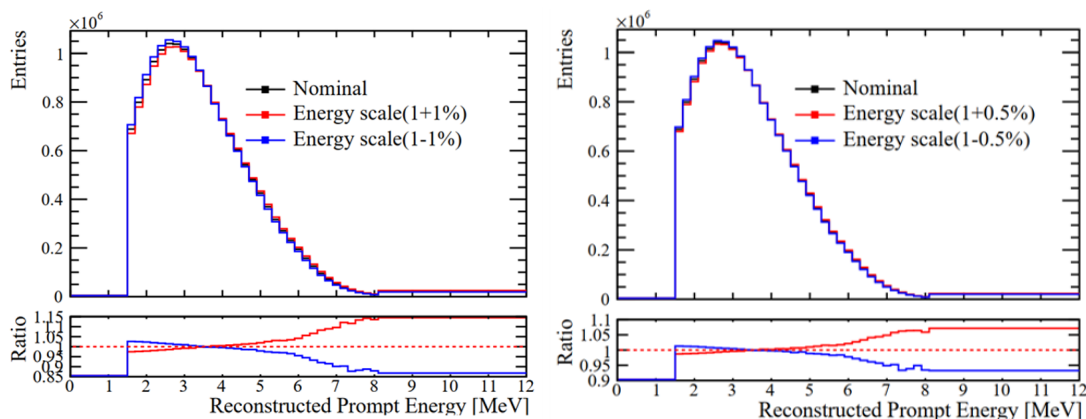 ×10⁶
Entries
1
0.8
0.6
0.4
0.2
0
Nominal
Energy scale(1+1%)
Energy scale(1-1%)
Ratio
1.15
1.05
0.95
0.85
0 1 2 3 4 5 6 7 8 9 10 11 12
Reconstructed Prompt Energy [MeV]
×10⁶
Entries
1
0.8
0.6
0.4
0.2
0
Nominal
Energy scale(1+0.5%)
Energy scale(1-0.5%)
Ratio
1.1
1.05
1
0.95
0.9
0 1 2 3 4 5 6 7 8 9 10 11 12
Reconstructed Prompt Energy [MeV]